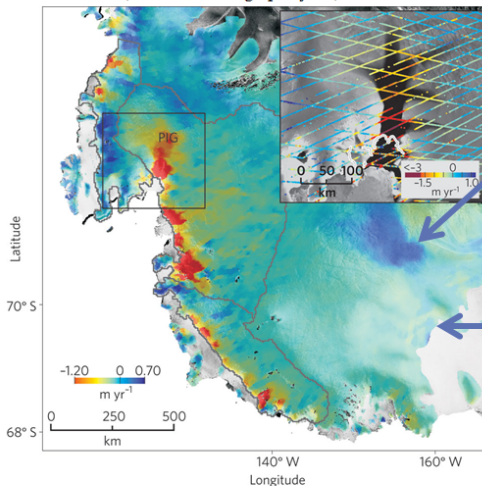 PIG
0 50 100
km
<-3
-1.5 1.0
m yr⁻¹
Latitude
70° S
-1.20 0 0.70
m yr⁻¹
0 250 500
km
68° S
140° W 160° W
Longitude